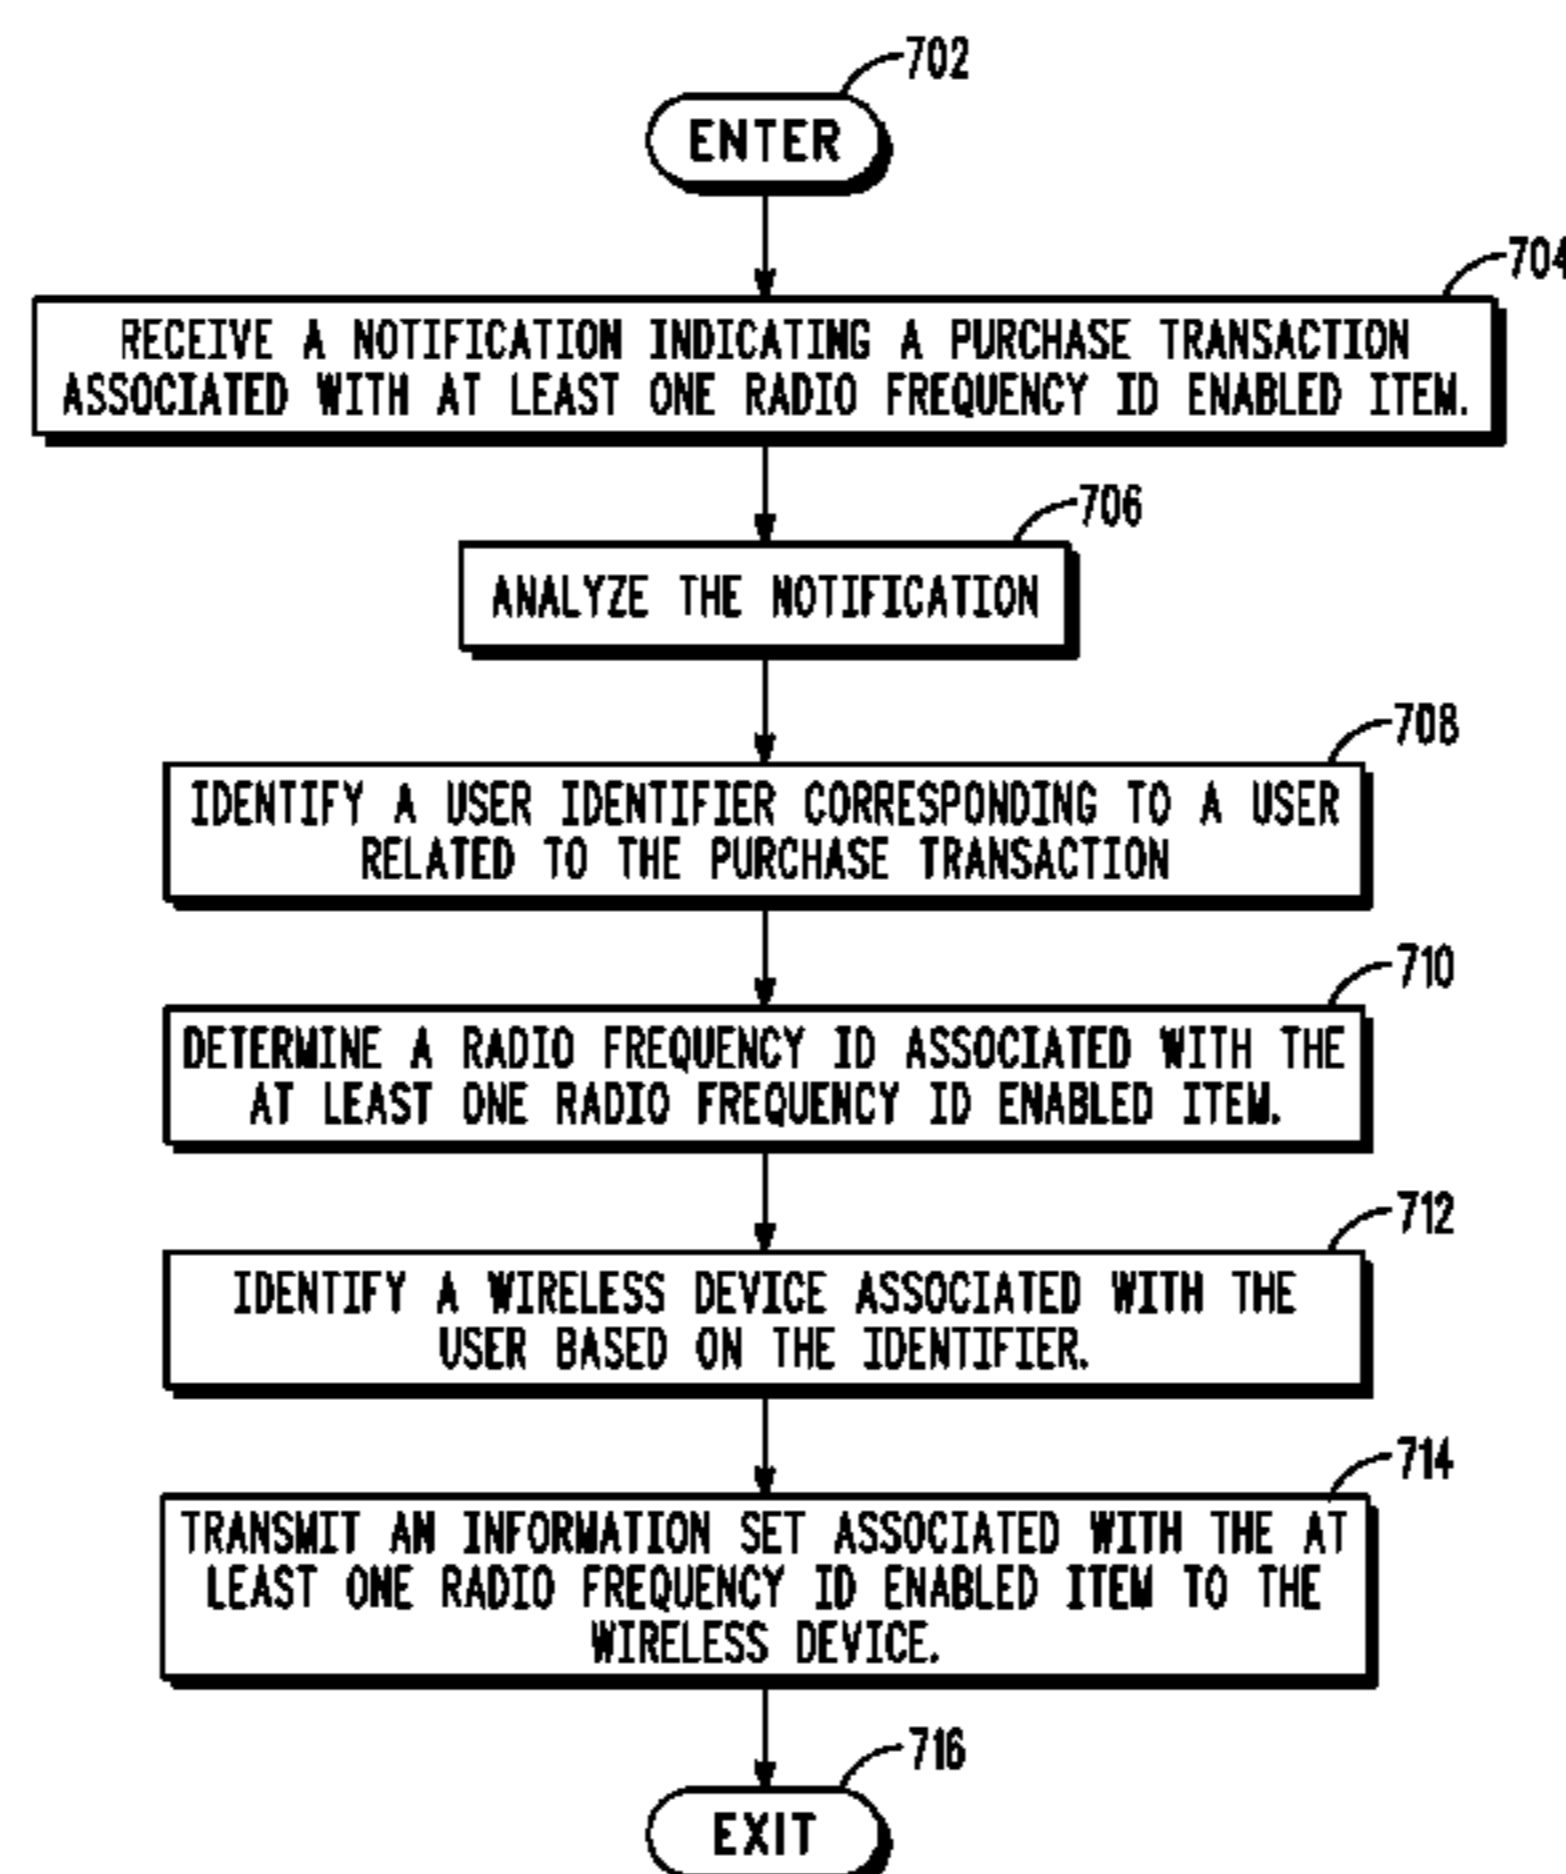 702
ENTER
704
RECEIVE A NOTIFICATION INDICATING A PURCHASE TRANSACTION
ASSOCIATED WITH AT LEAST ONE RADIO FREQUENCY ID ENABLED ITEM.
706
ANALYZE THE NOTIFICATION
708
IDENTIFY A USER IDENTIFIER CORRESPONDING TO A USER
RELATED TO THE PURCHASE TRANSACTION
710
DETERMINE A RADIO FREQUENCY ID ASSOCIATED WITH THE
AT LEAST ONE RADIO FREQUENCY ID ENABLED ITEM.
712
IDENTIFY A WIRELESS DEVICE ASSOCIATED WITH THE
USER BASED ON THE IDENTIFIER.
714
TRANSMIT AN INFORMATION SET ASSOCIATED WITH THE AT
LEAST ONE RADIO FREQUENCY ID ENABLED ITEM TO THE
WIRELESS DEVICE.
716
EXIT